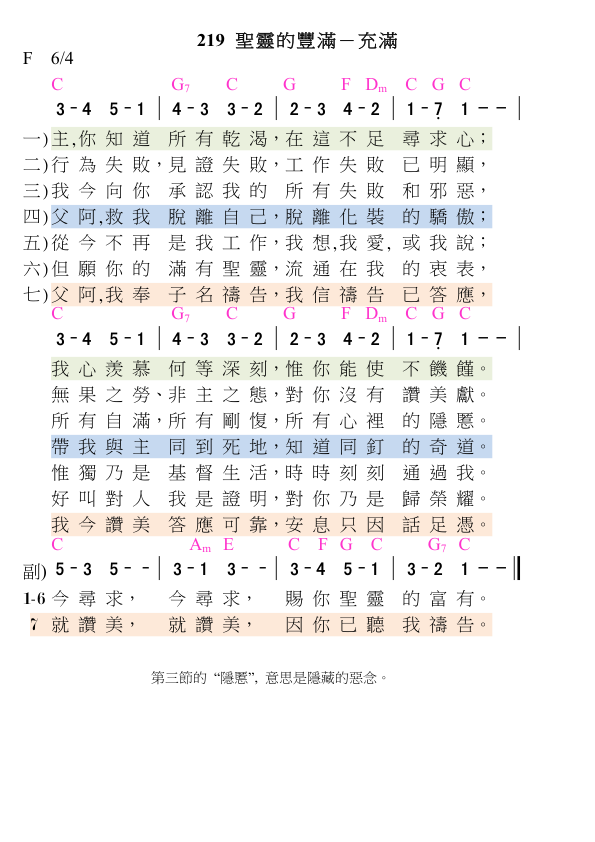 219 聖靈的豐滿－充滿
F 6/4
C G7 C G F Dm C G C
3 - 4 5 - 1 | 4 - 3 3 - 2 | 2 - 3 4 - 2 | 1 - 7̣ 1 - - |
一)主,你知道 所有乾渴，在這不足 尋求心；
二)行為失敗，見證失敗，工作失敗 已明顯，
三)我今向你 承認我的 所有失敗 和邪惡，
四)父阿,救我 脫離自己，脫離化裝 的驕傲；
五)從今不再 是我工作，我想,我愛, 或我說；
六)但願你的 滿有聖靈，流通在我 的衷表，
七)父阿,我奉 子名禱告，我信禱告 已答應，
C G7 C G F Dm C G C
3 - 4 5 - 1 | 4 - 3 3 - 2 | 2 - 3 4 - 2 | 1 - 7̣ 1 - - |
我心羨慕 何等深刻，惟你能使 不饑饉。
無果之勞、非主之態，對你沒有 讚美獻。
所有自滿，所有剛愎，所有心裡 的隱慝。
帶我與主 同到死地，知道同釘 的奇道。
惟獨乃是 基督生活，時時刻刻 通過我。
好叫對人 我是證明，對你乃是 歸榮耀。
我今讚美 答應可靠，安息只因 話足憑。
C Am E C F G C G7 C
副) 5 - 3 5 - - | 3 - 1 3 - - | 3 - 4 5 - 1 | 3 - 2 1 - - ‖
1-6 今尋求， 今尋求， 賜你聖靈 的富有。
7 就讚美， 就讚美， 因你已聽 我禱告。
第三節的 “隱慝”, 意思是隱藏的惡念。